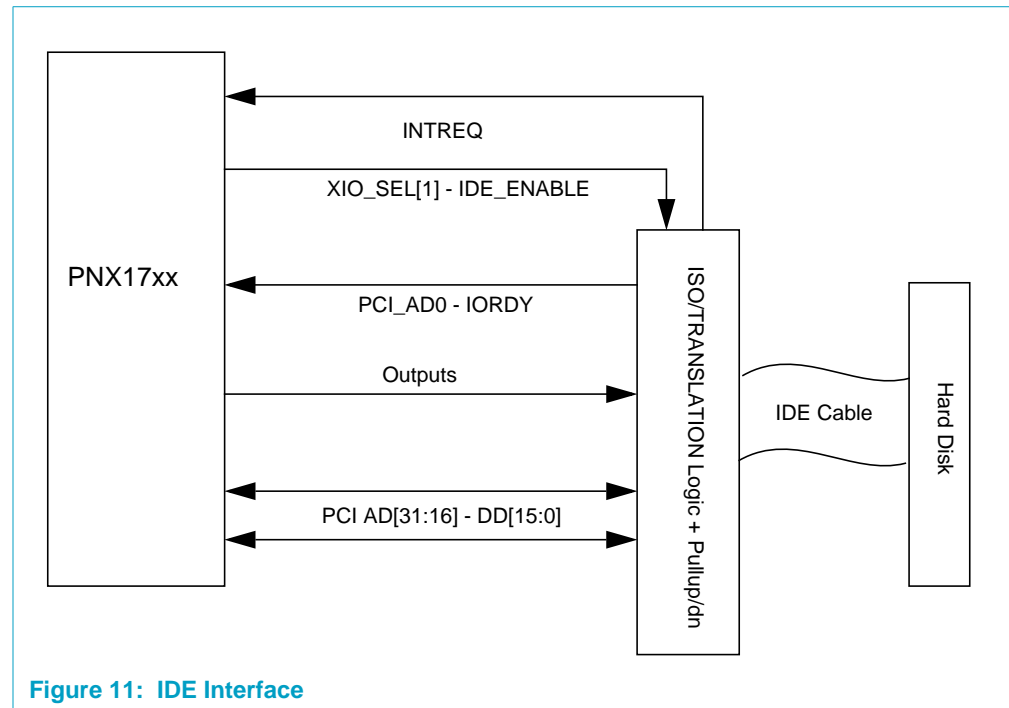 INTREQ
XIO_SEL[1] - IDE_ENABLE
PNX17xx
PCI_AD0 - IORDY
Outputs
PCI AD[31:16] - DD[15:0]
ISO/TRANSLATION Logic + Pullup/dn
IDE Cable
Hard Disk
Figure 11: IDE Interface